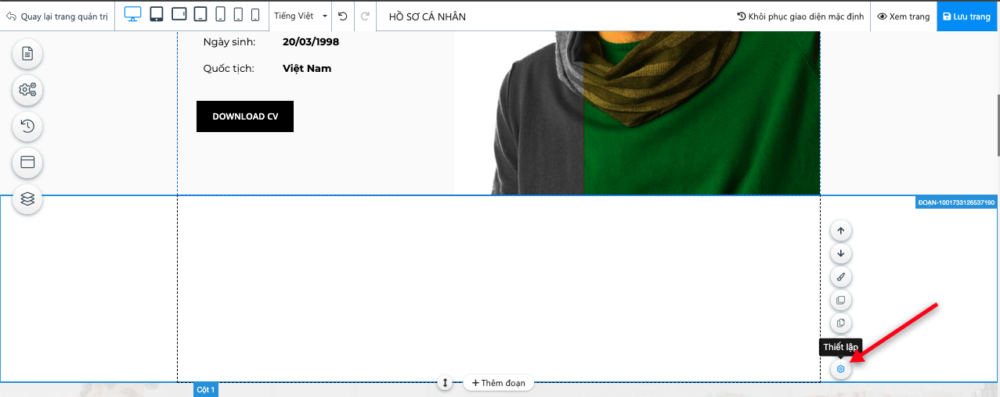 Quay lại trang quản trị
Tiếng Việt
HỒ SƠ CÁ NHÂN
Khôi phục giao diện mặc định
Xem trang
Lưu trang
Ngày sinh: 20/03/1998
Quốc tịch: Việt Nam
DOWNLOAD CV
ĐOẠN-1001733126537190
Thiết lập
+ Thêm đoạn
Cột 1